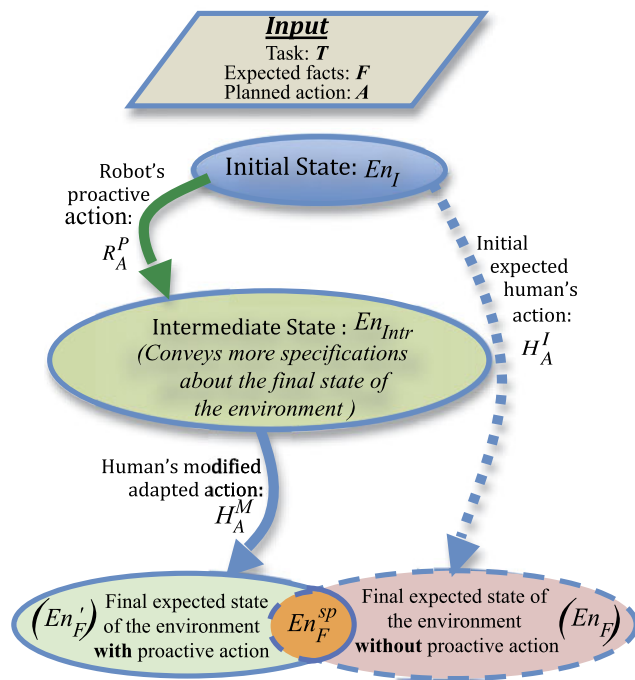 Input
Task: T
Expected facts: F
Planned action: A
Initial State: En_I
Robot's
proactive
action:
R_A^P
Initial
expected
human's
action:
H_A^I
Intermediate State : En_Intr
(Conveys more specifications
about the final state of
the environment )
Human's modified
adapted action:
H_A^M
(En_F')
Final expected state
of the environment
with proactive action
En_F^sp
Final expected state of
the environment
without proactive action
(En_F)